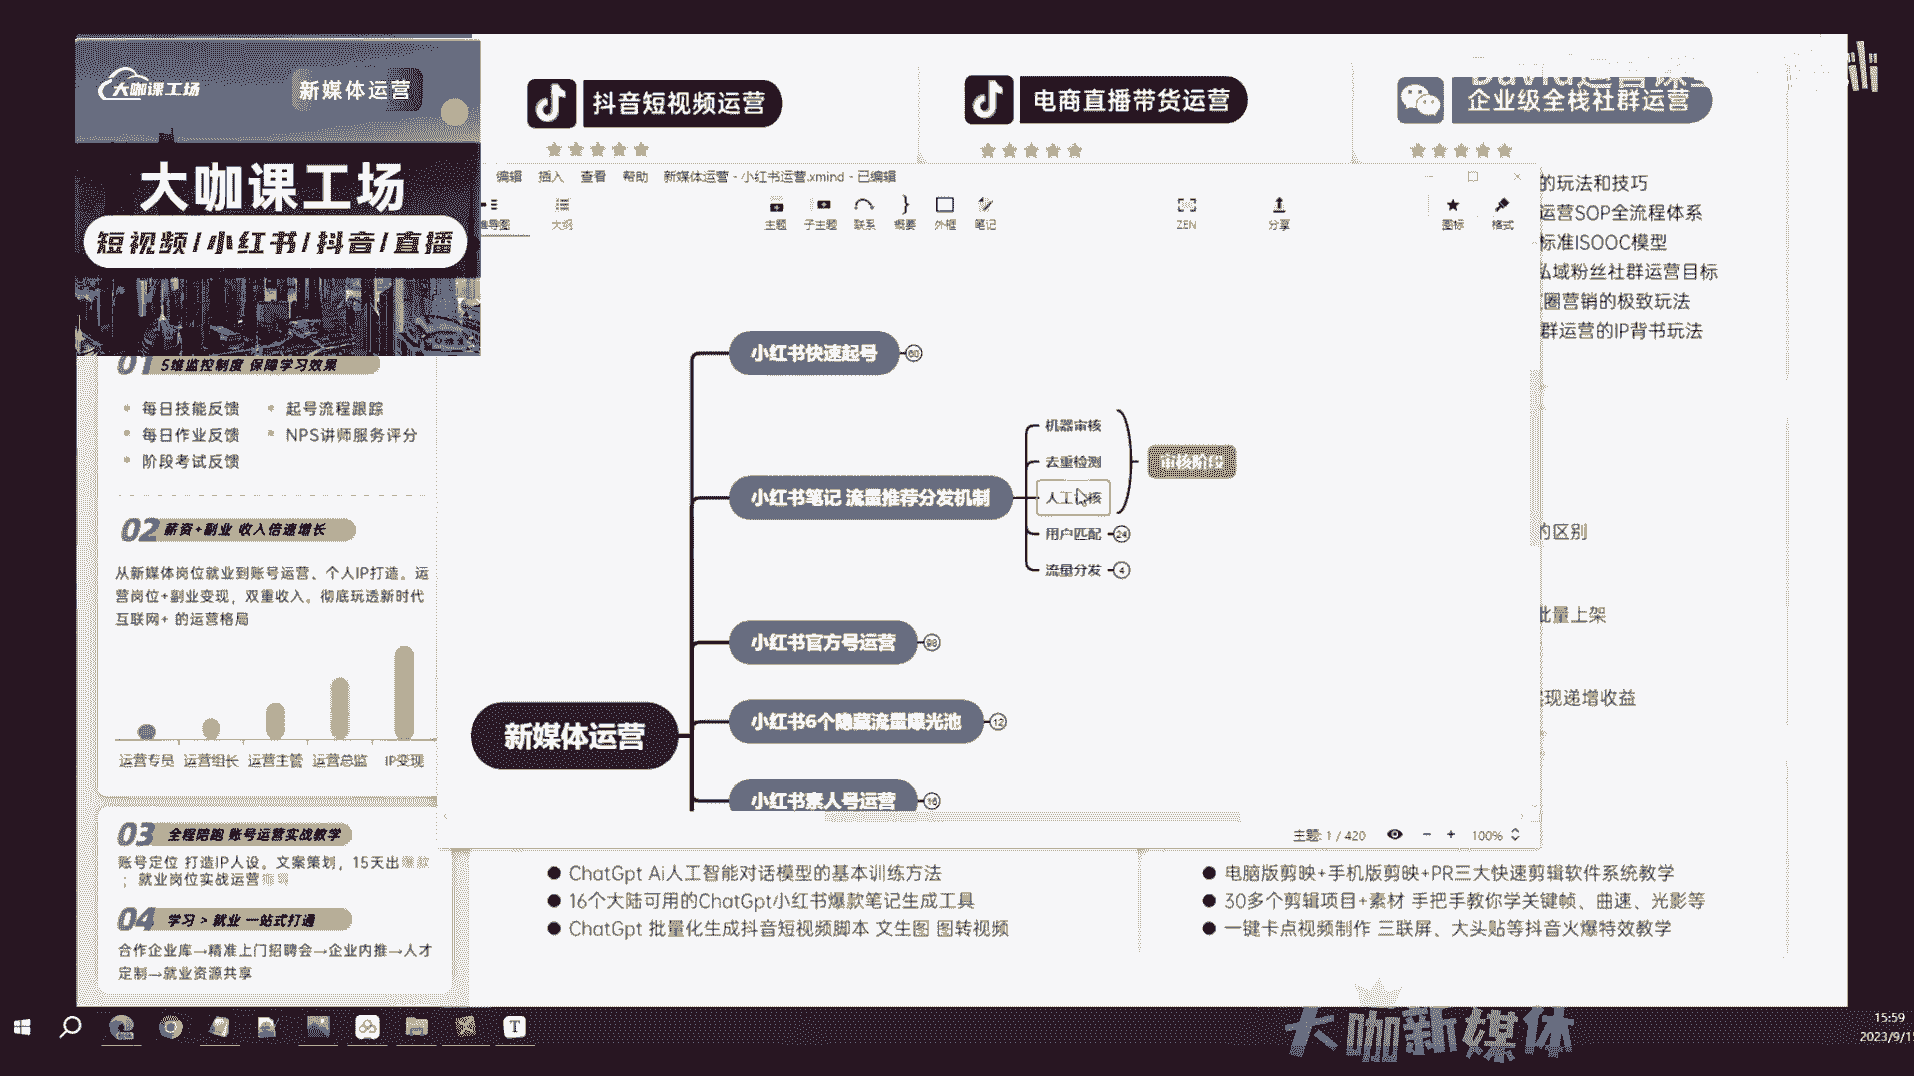 大咖课工场
新媒体运营
大咖课工场
短视频/小红书/抖音/直播
01 5维监控制度 保障学习效果
每日技能反馈
起号流程跟踪
每日作业反馈
NPS讲师服务评分
阶段考试反馈
02 薪资+副业 收入倍速增长
从新媒体岗位就业到账号运营、个人IP打造。运
营岗位+副业变现，双重收入。彻底玩透新时代
互联网+ 的运营格局
运营专员 运营组长 运营主管 运营总监 IP变现
03 全程陪跑 账号运营实战教学
账号定位 打造IP人设。文案策划，15天出爆款
；就业岗位实战运营
04 学习 > 就业 一站式打通
合作企业库→精准上门招聘会→企业内推→人才
定制→就业资源共享
抖音短视频运营
电商直播带货运营
企业级全栈社群运营
编辑 插入 查看 帮助 新媒体运营 - 小红书运营.xmind - 已编辑
导图 大纲 主题 子主题 联系 概要 外框 笔记 ZEN 分享 图标 格式
小红书快速起号 60
机器审核
去重检测
审核阶段
小红书笔记 流量推荐分发机制
人工审核
用户匹配 24
流量分发 4
小红书官方号运营 98
小红书6个隐藏流量曝光池 12
新媒体运营
小红书素人号运营 16
主题: 1 / 420
100%
的玩法和技巧
运营SOP全流程体系
标准ISOOC模型
私域粉丝社群运营目标
圈营销的极致玩法
群运营的IP背书玩法
的区别
批量上架
现递增收益
ChatGpt Ai人工智能对话模型的基本训练方法
16个大陆可用的ChatGpt小红书爆款笔记生成工具
ChatGpt 批量化生成抖音短视频脚本 文生图 图转视频
电脑版剪映+手机版剪映+PR三大快速剪辑软件系统教学
30多个剪辑项目+素材 手把手教你学关键帧、曲速、光影等
一键卡点视频制作 三联屏、大头贴等抖音火爆特效教学
大咖新媒体
15:59
2023/9/1